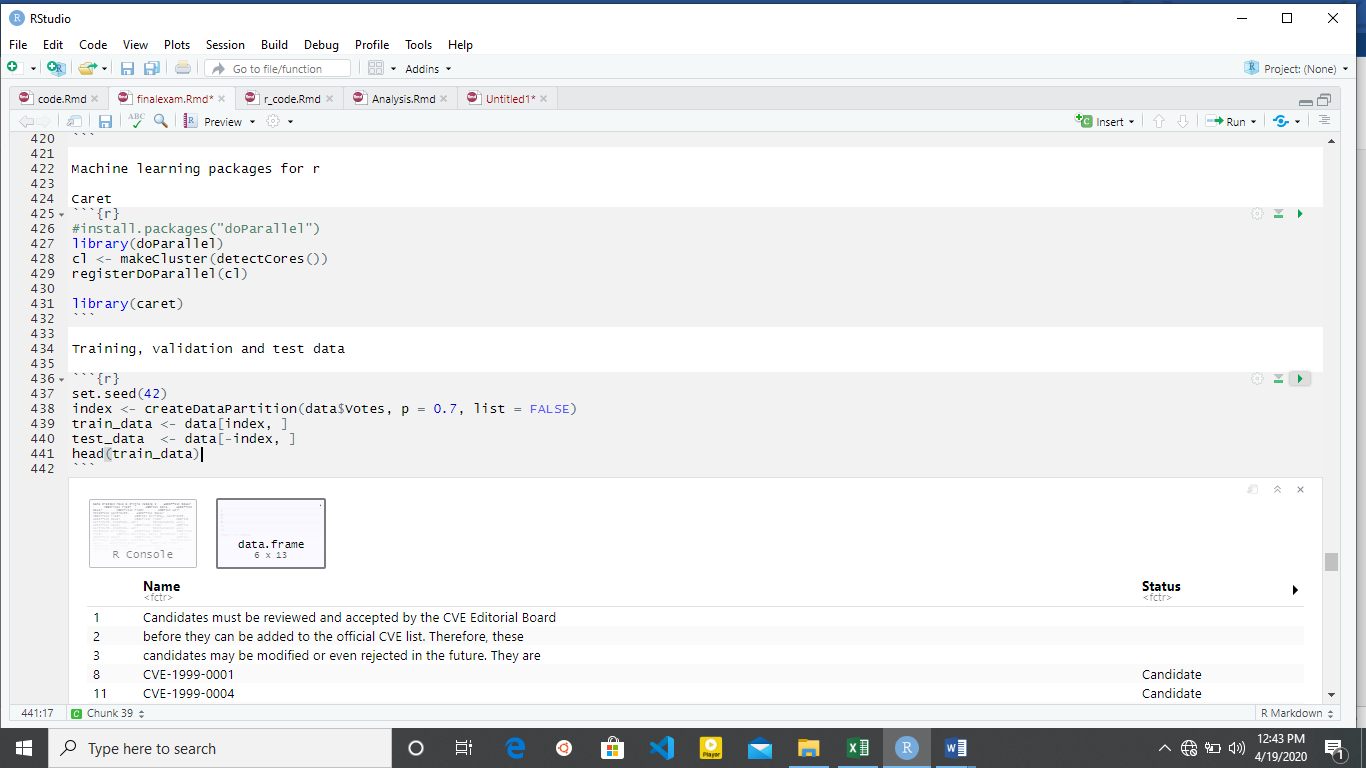 RStudio
File Edit Code View Plots Session Build Debug Profile Tools Help
Go to file/function Addins Project: (None)
code.Rmd finalexam.Rmd* r_code.Rmd Analysis.Rmd Untitled1*
ABC Preview Insert Run
420 ```
421
422 Machine learning packages for r
423
424 Caret
425 ```{r}
426 #install.packages("doParallel")
427 library(doParallel)
428 cl <- makeCluster(detectCores())
429 registerDoParallel(cl)
430
431 library(caret)
432 ```
433
434 Training, validation and test data
435
436 ```{r}
437 set.seed(42)
438 index <- createDataPartition(data$Votes, p = 0.7, list = FALSE)
439 train_data <- data[index, ]
440 test_data  <- data[-index, ]
441 head(train_data)
442 ```
R Console
data.frame
6 x 13
Name Status
<fctr> <fctr>
1 Candidates must be reviewed and accepted by the CVE Editorial Board
2 before they can be added to the official CVE list. Therefore, these
3 candidates may be modified or even rejected in the future. They are
8 CVE-1999-0001 Candidate
11 CVE-1999-0004 Candidate
441:17 C Chunk 39 R Markdown
Type here to search
Player
12:43 PM
4/19/2020
1